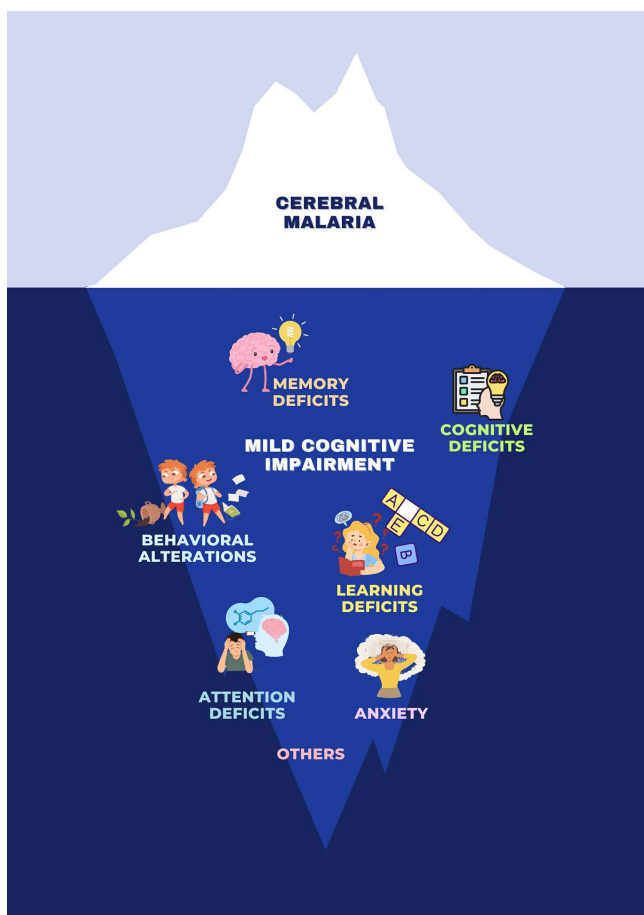 CEREBRAL
MALARIA
MEMORY
DEFICITS
COGNITIVE
DEFICITS
MILD COGNITIVE
IMPAIRMENT
BEHAVIORAL
ALTERATIONS
A
E
C
D
B
LEARNING
DEFICITS
ATTENTION
DEFICITS
ANXIETY
OTHERS